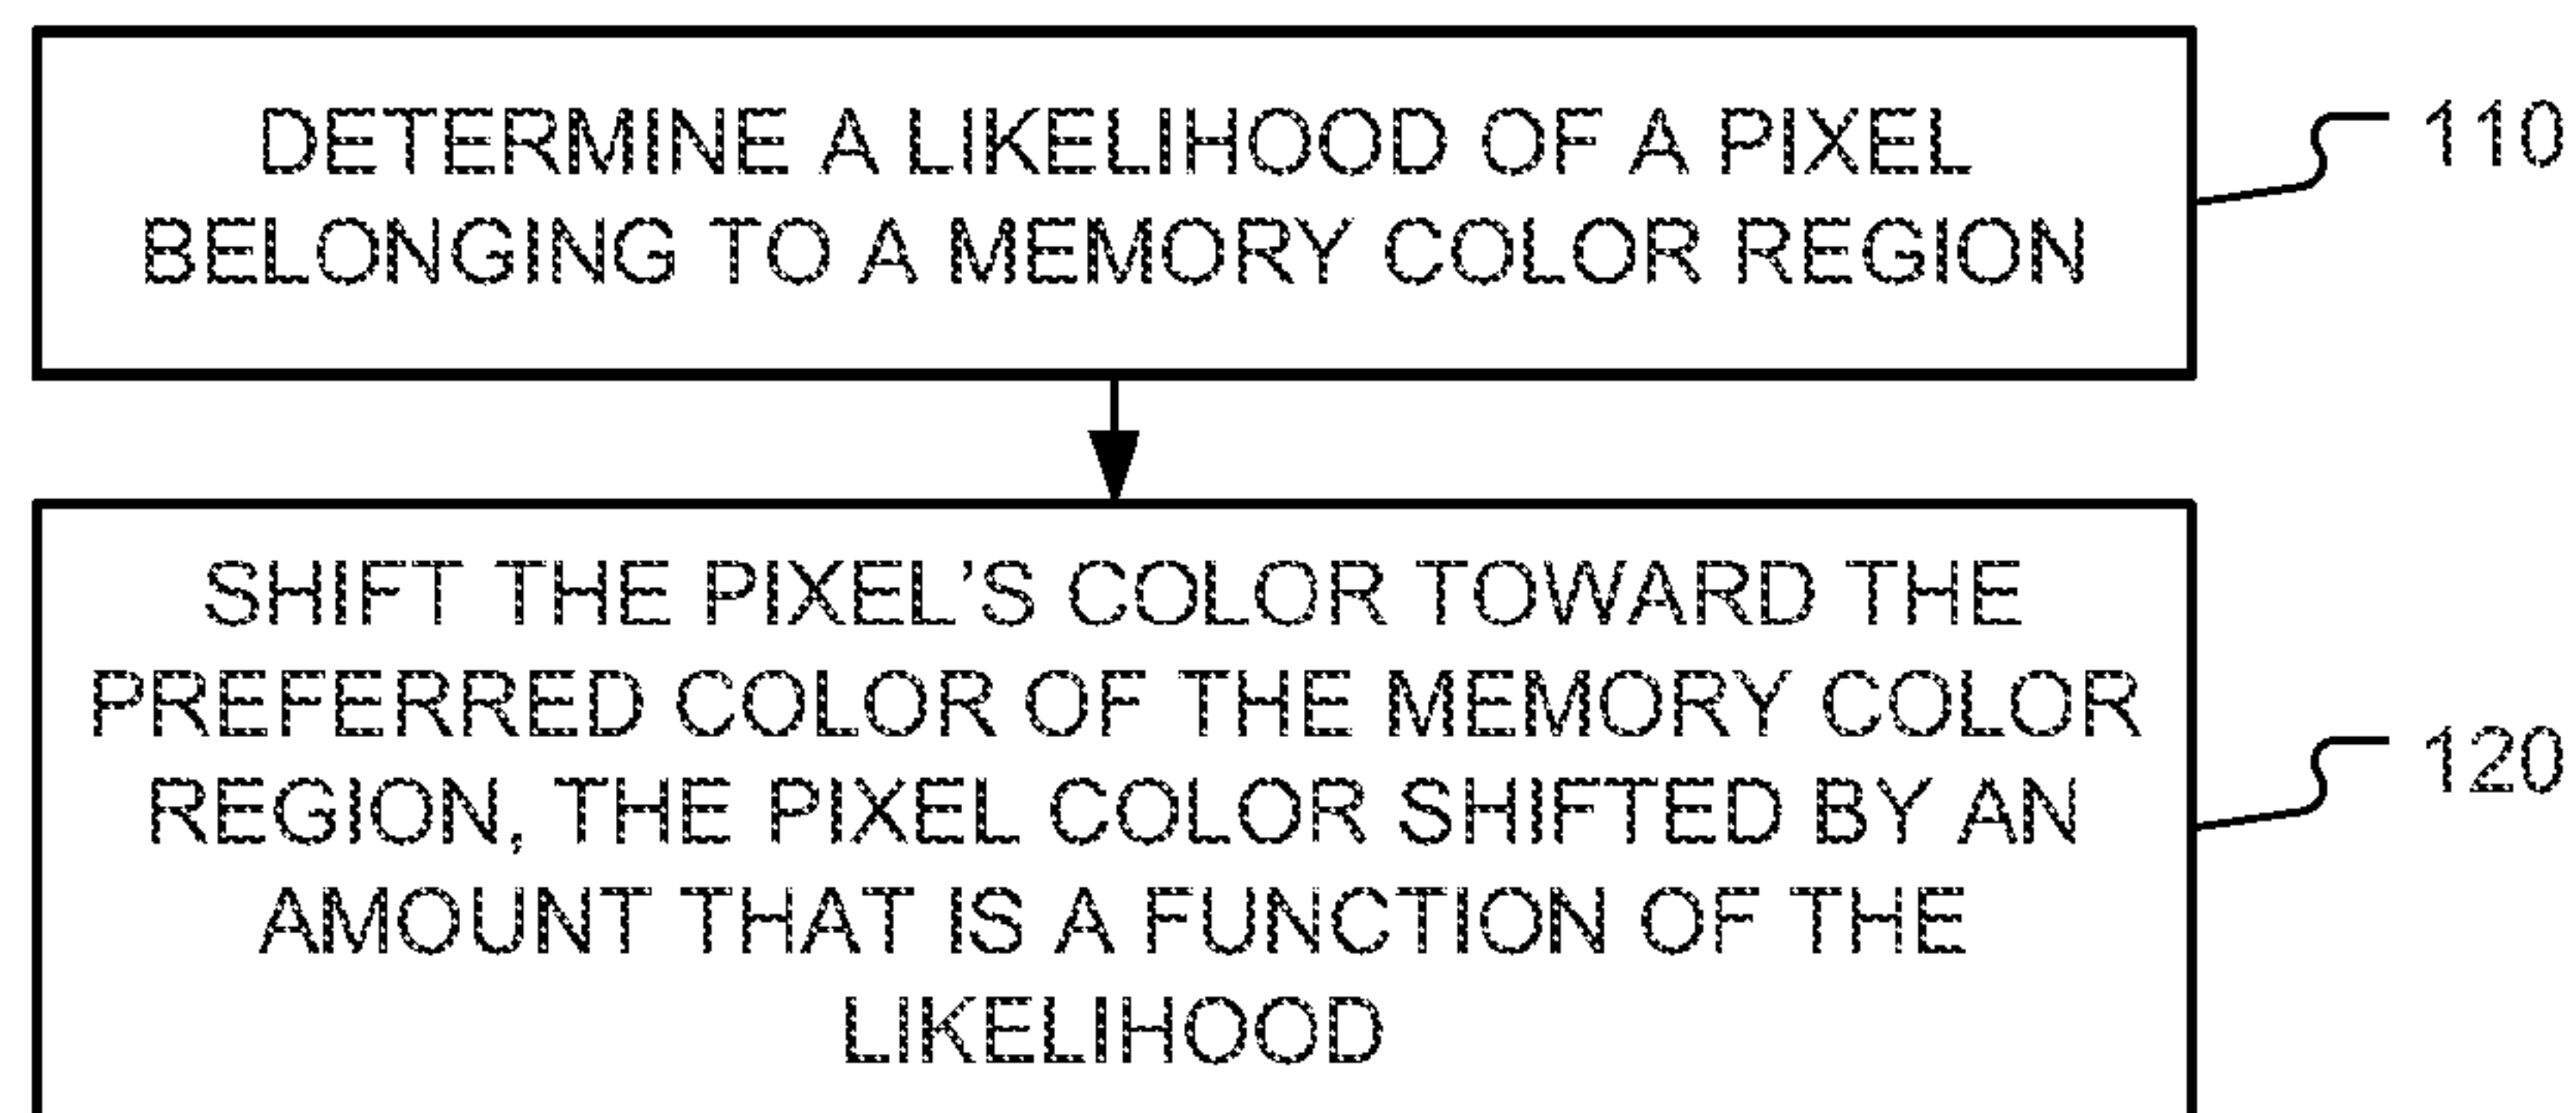 DETERMINE A LIKELIHOOD OF A PIXEL
BELONGING TO A MEMORY COLOR REGION
110
SHIFT THE PIXEL’S COLOR TOWARD THE
PREFERRED COLOR OF THE MEMORY COLOR
REGION, THE PIXEL COLOR SHIFTED BY AN
AMOUNT THAT IS A FUNCTION OF THE
LIKELIHOOD
120